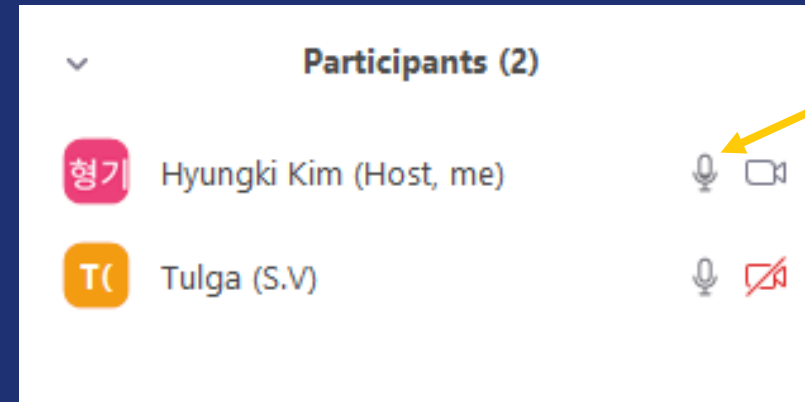 Participants (2)
형기 Hyungki Kim (Host, me)
T( Tulga (S.V)